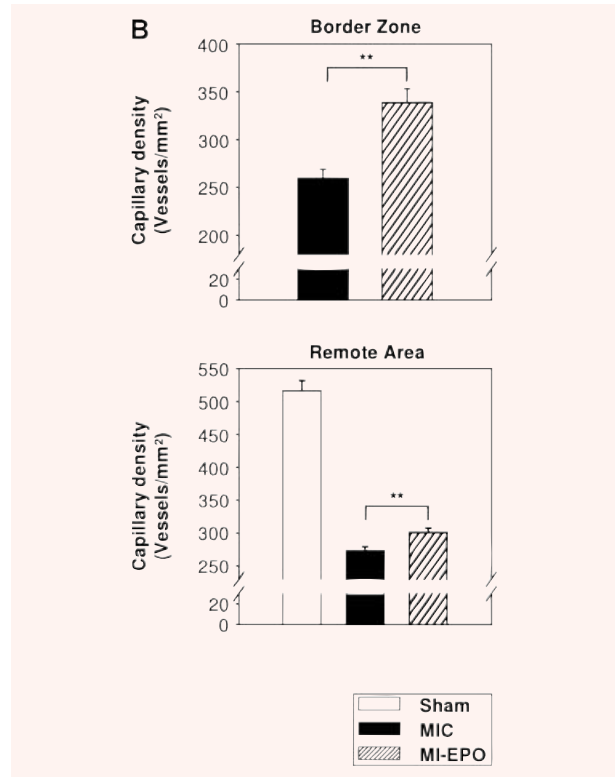 B
Border Zone
Capillary density
(Vessels/mm²)
400
350
300
250
200
20
0
**
Remote Area
Capillary density
(Vessels/mm²)
550
500
450
400
350
300
250
20
0
**
Sham
MIC
MI-EPO